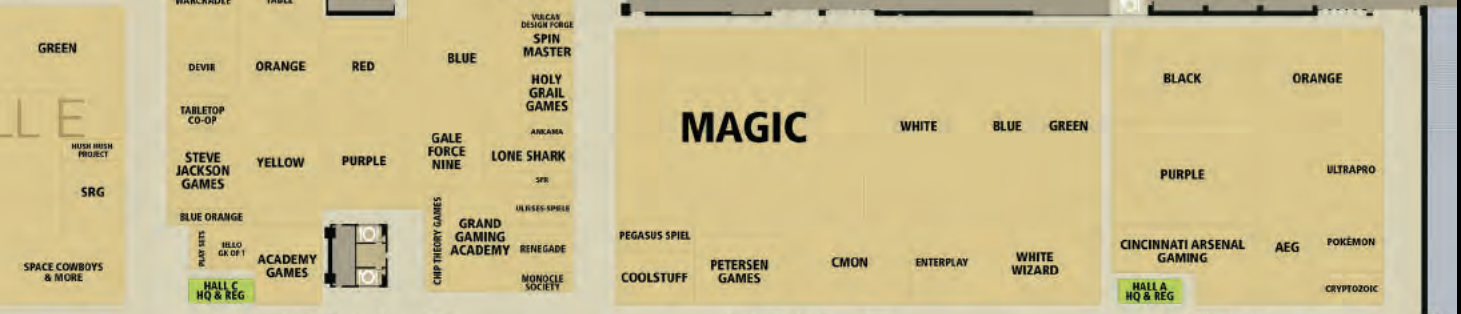 WARCRADLE
TABLE
GREEN
LLE
HUSH HUSH
PROJECT
SRG
SPACE COWBOYS
& MORE
DEVIR
ORANGE
RED
BLUE
VULCAN
DESIGN FORGE
SPIN
MASTER
HOLY
GRAIL
GAMES
TABLETOP
CO-OP
ANKAMA
GALE
FORCE
NINE
LONE SHARK
STEVE
JACKSON
GAMES
YELLOW
PURPLE
SFR
BLUE ORANGE
ULISSES-SPIELE
CHIP THEORY GAMES
GRAND
GAMING
ACADEMY
RENEGADE
PLAY SETS
ACADEMY
GAMES
MONOCLE
SOCIETY
HALL C
HQ & REG
MAGIC
WHITE
BLUE
GREEN
PEGASUS SPIEL
COOLSTUFF
PETERSEN
GAMES
CMON
ENTERPLAY
WHITE
WIZARD
BLACK
ORANGE
PURPLE
ULTRAPRO
CINCINNATI ARSENAL
GAMING
AEG
POKÉMON
HALL A
HQ & REG
CRYPTOZOIC